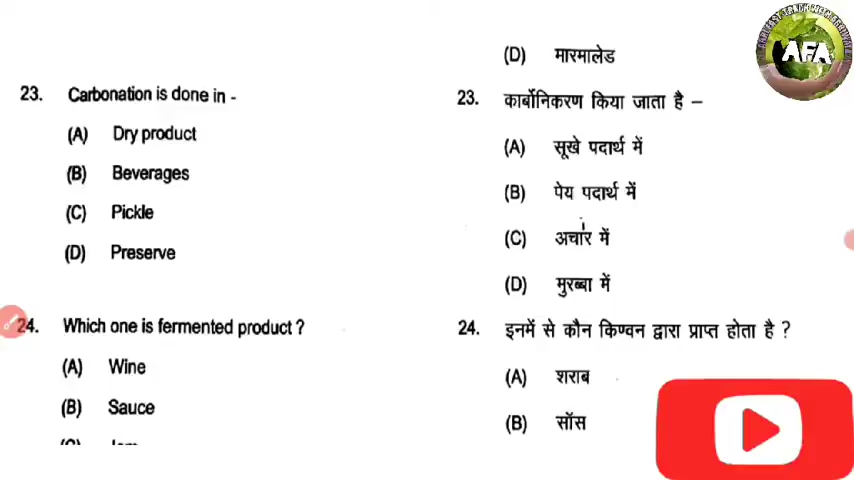 23. Carbonation is done in -
(A) Dry product
(B) Beverages
(C) Pickle
(D) Preserve
24. Which one is fermented product ?
(A) Wine
(B) Sauce
(D) मारमालेड
23. कार्बोनिकरण किया जाता है –
(A) सूखे पदार्थ में
(B) पेय पदार्थ में
(C) अचार में
(D) मुरब्बा में
24. इनमें से कौन किण्वन द्वारा प्राप्त होता है ?
(A) शराब
(B) सॉस
AFA